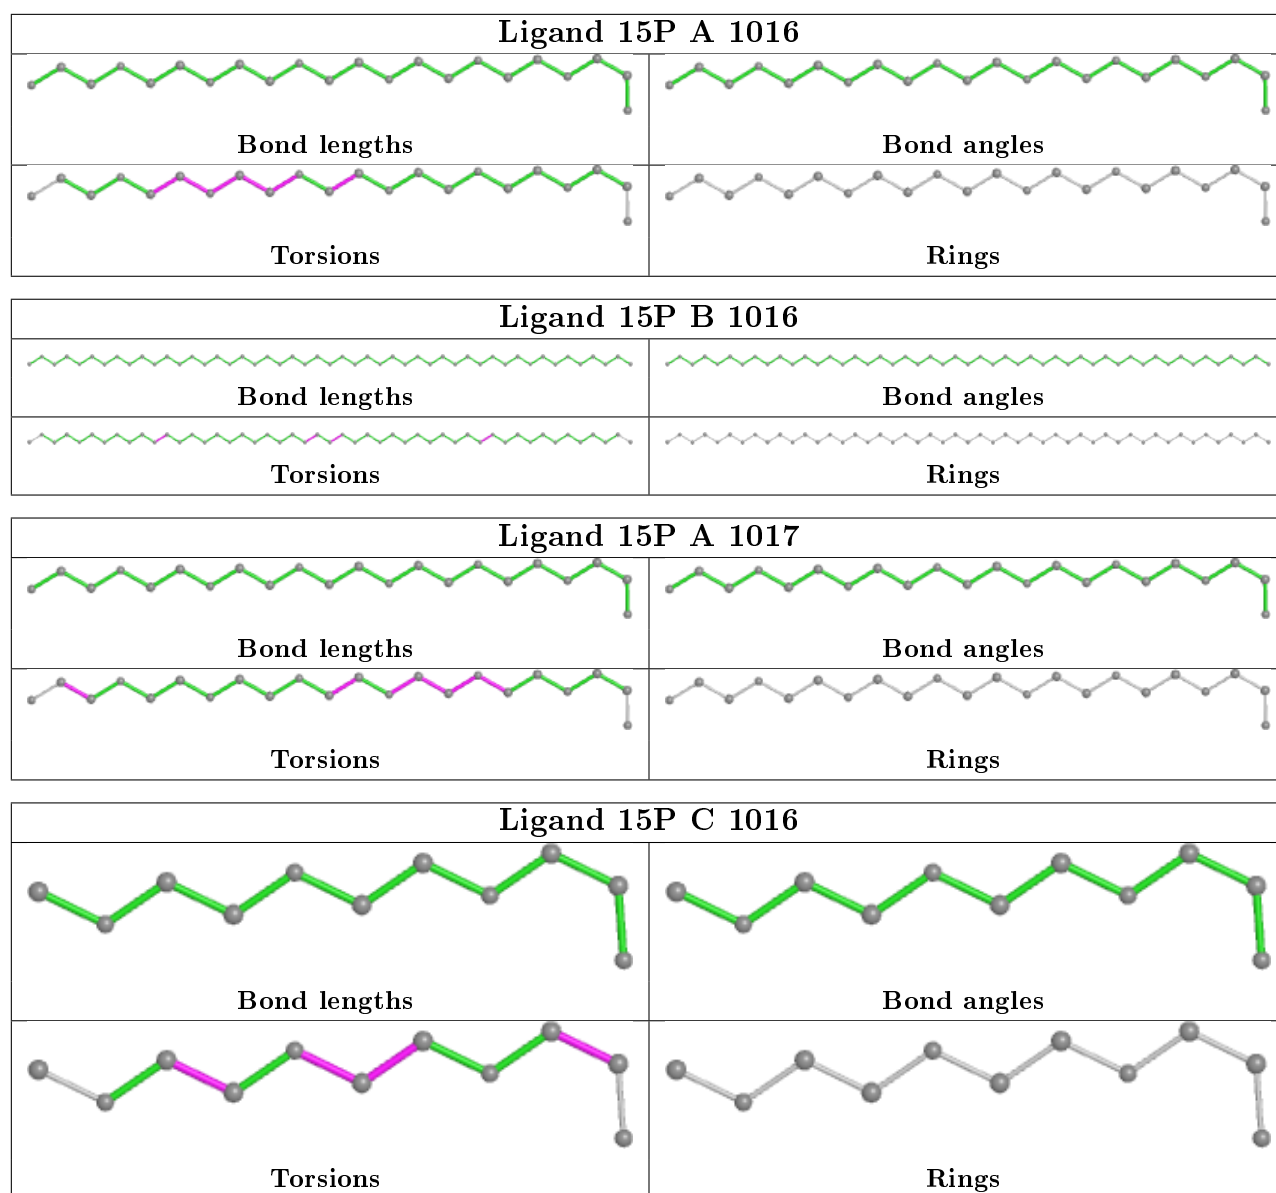 Ligand 15P A 1016
Bond lengths
Bond angles
Torsions
Rings
Ligand 15P B 1016
Bond lengths
Bond angles
Torsions
Rings
Ligand 15P A 1017
Bond lengths
Bond angles
Torsions
Rings
Ligand 15P C 1016
Bond lengths
Bond angles
Torsions
Rings